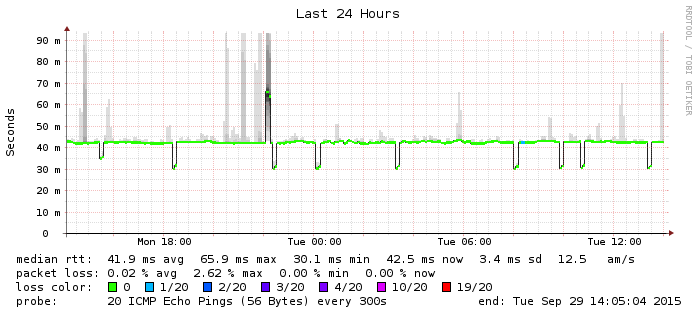 Last 24 Hours
RRDTOOL / TOBI OETIKER
Seconds
90 m
80 m
70 m
60 m
50 m
40 m
30 m
20 m
10 m
0
Mon 18:00 Tue 00:00 Tue 06:00 Tue 12:00
median rtt: 41.9 ms avg 65.9 ms max 30.1 ms min 42.5 ms now 3.4 ms sd 12.5 am/s
packet loss: 0.02 % avg 2.62 % max 0.00 % min 0.00 % now
loss color: 0 1/20 2/20 3/20 4/20 10/20 19/20
probe: 20 ICMP Echo Pings (56 Bytes) every 300s end: Tue Sep 29 14:05:04 2015